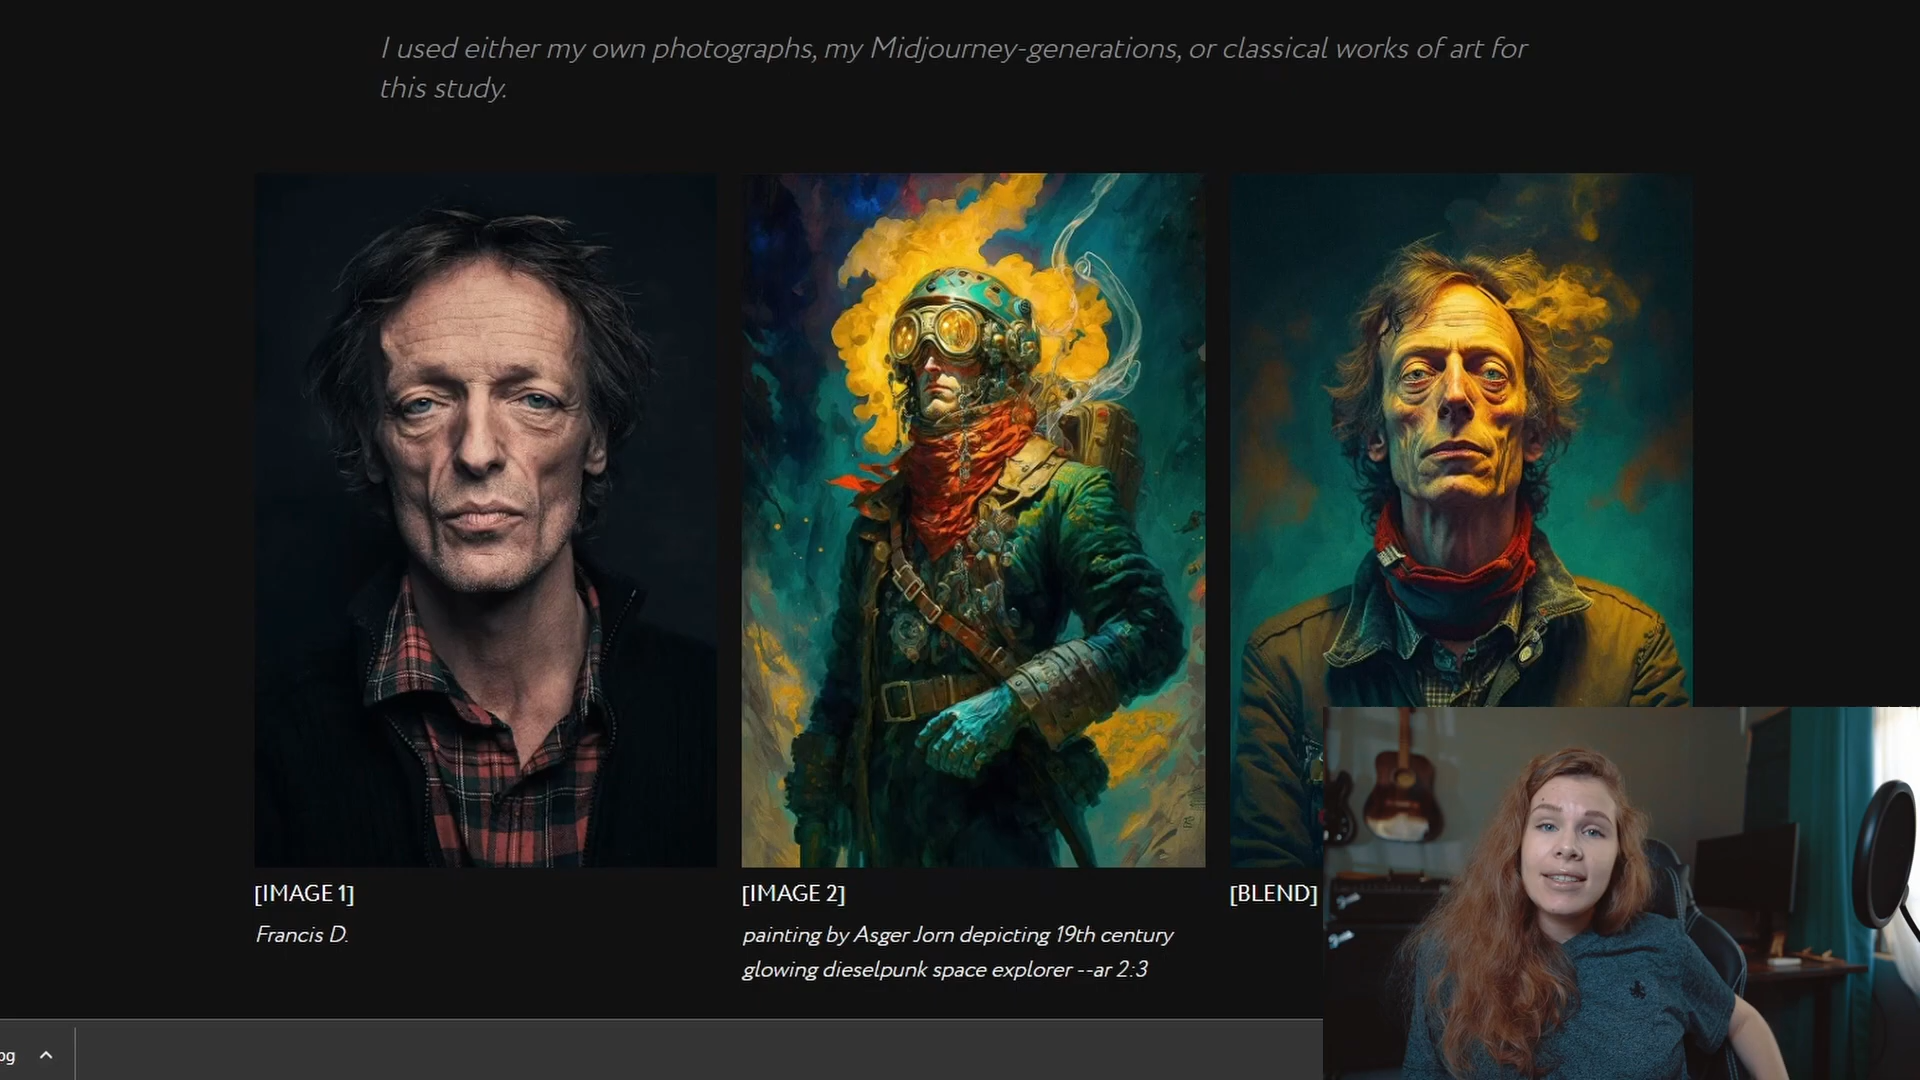 I used either my own photographs, my Midjourney-generations, or classical works of art for
this study.
[IMAGE 1]
[IMAGE 2]
[BLEND]
Francis D.
painting by Asger Jorn depicting 19th century
glowing dieselpunk space explorer --ar 2:3